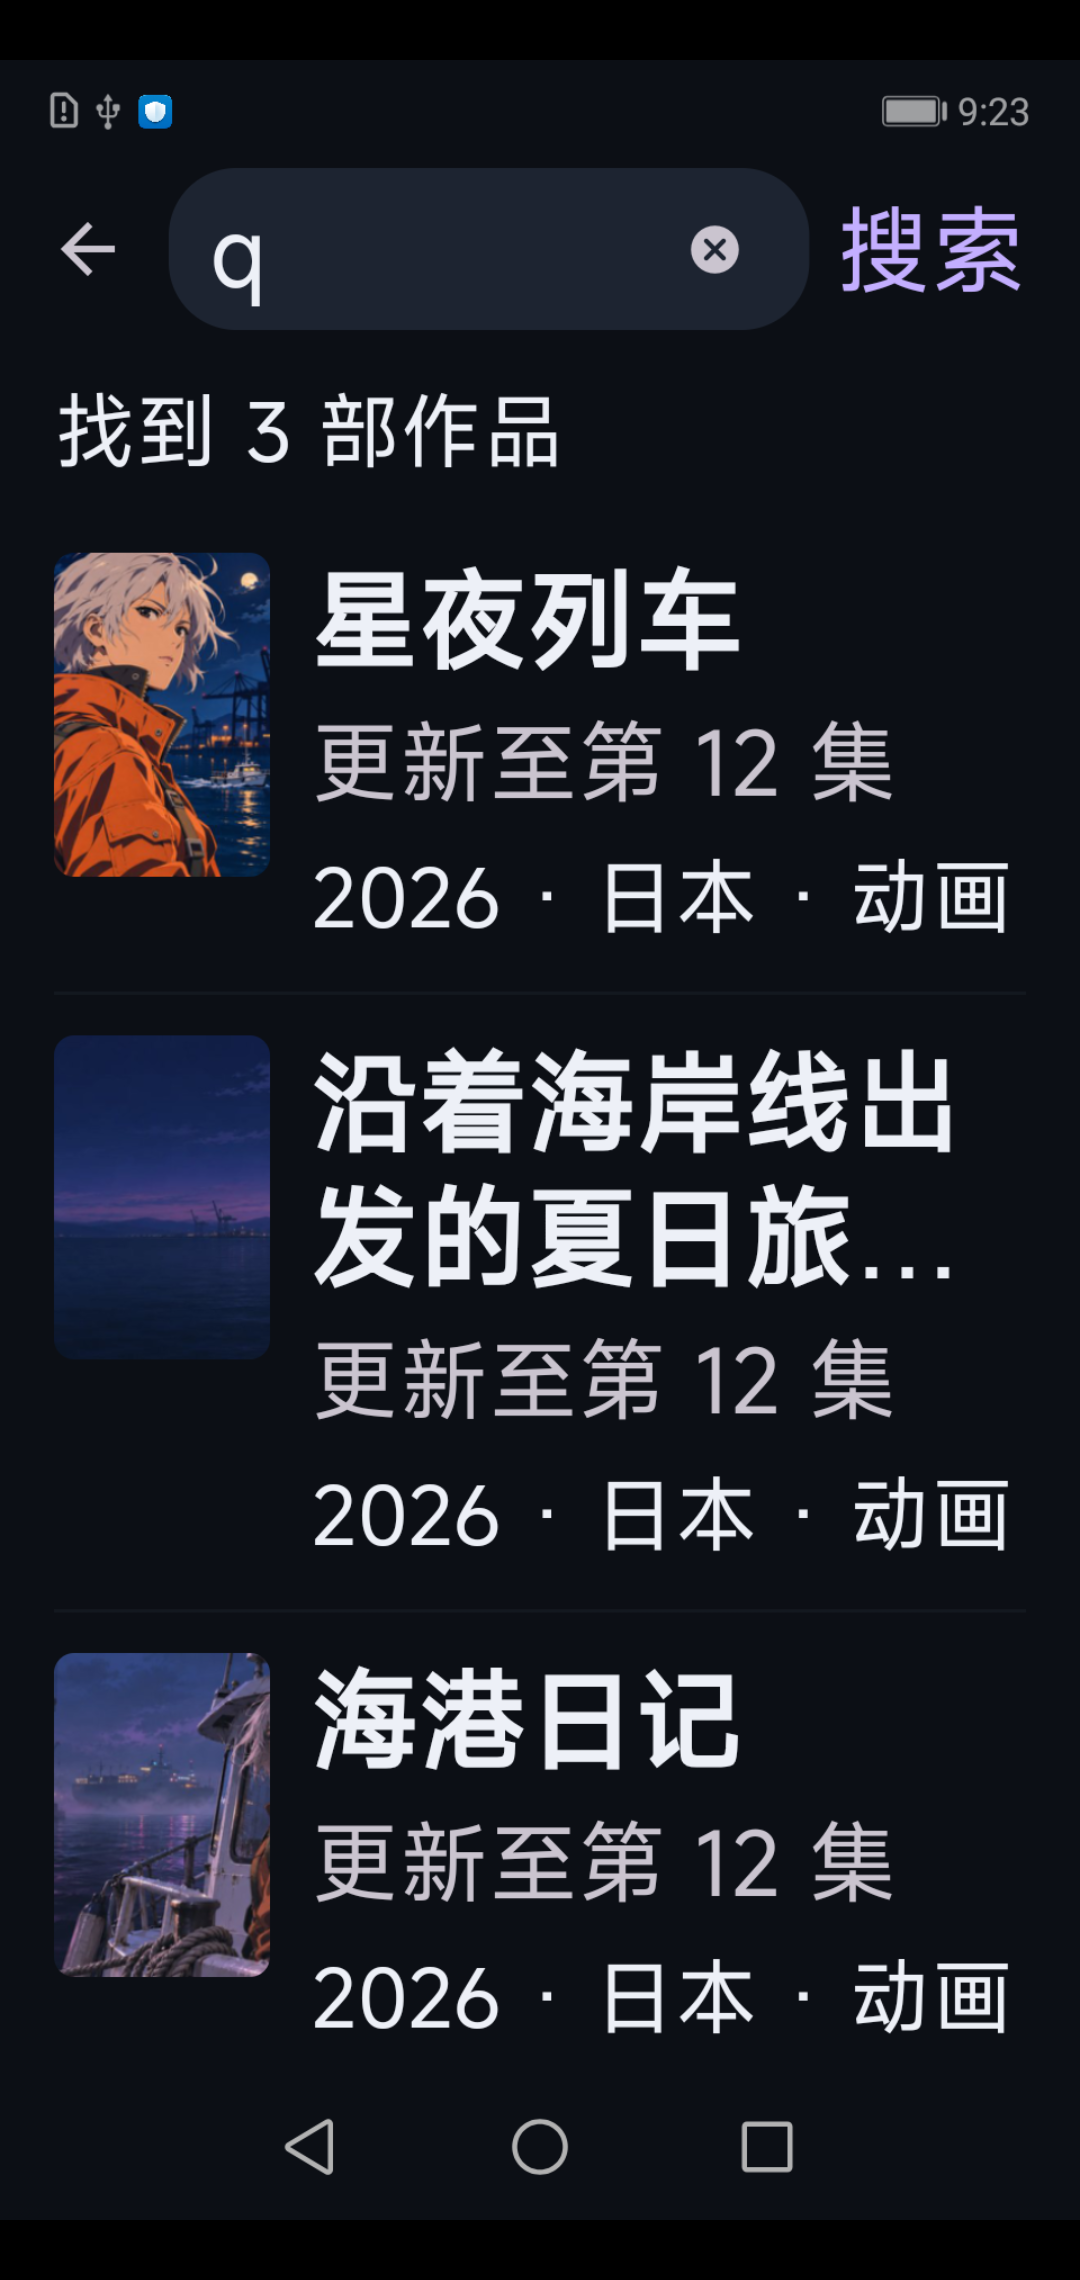 9:23
q
搜索
找到 3 部作品
星夜列车
更新至第 12 集
2026 · 日本 · 动画
沿着海岸线出
发的夏日旅...
更新至第 12 集
2026 · 日本 · 动画
海港日记
更新至第 12 集
2026 · 日本 · 动画